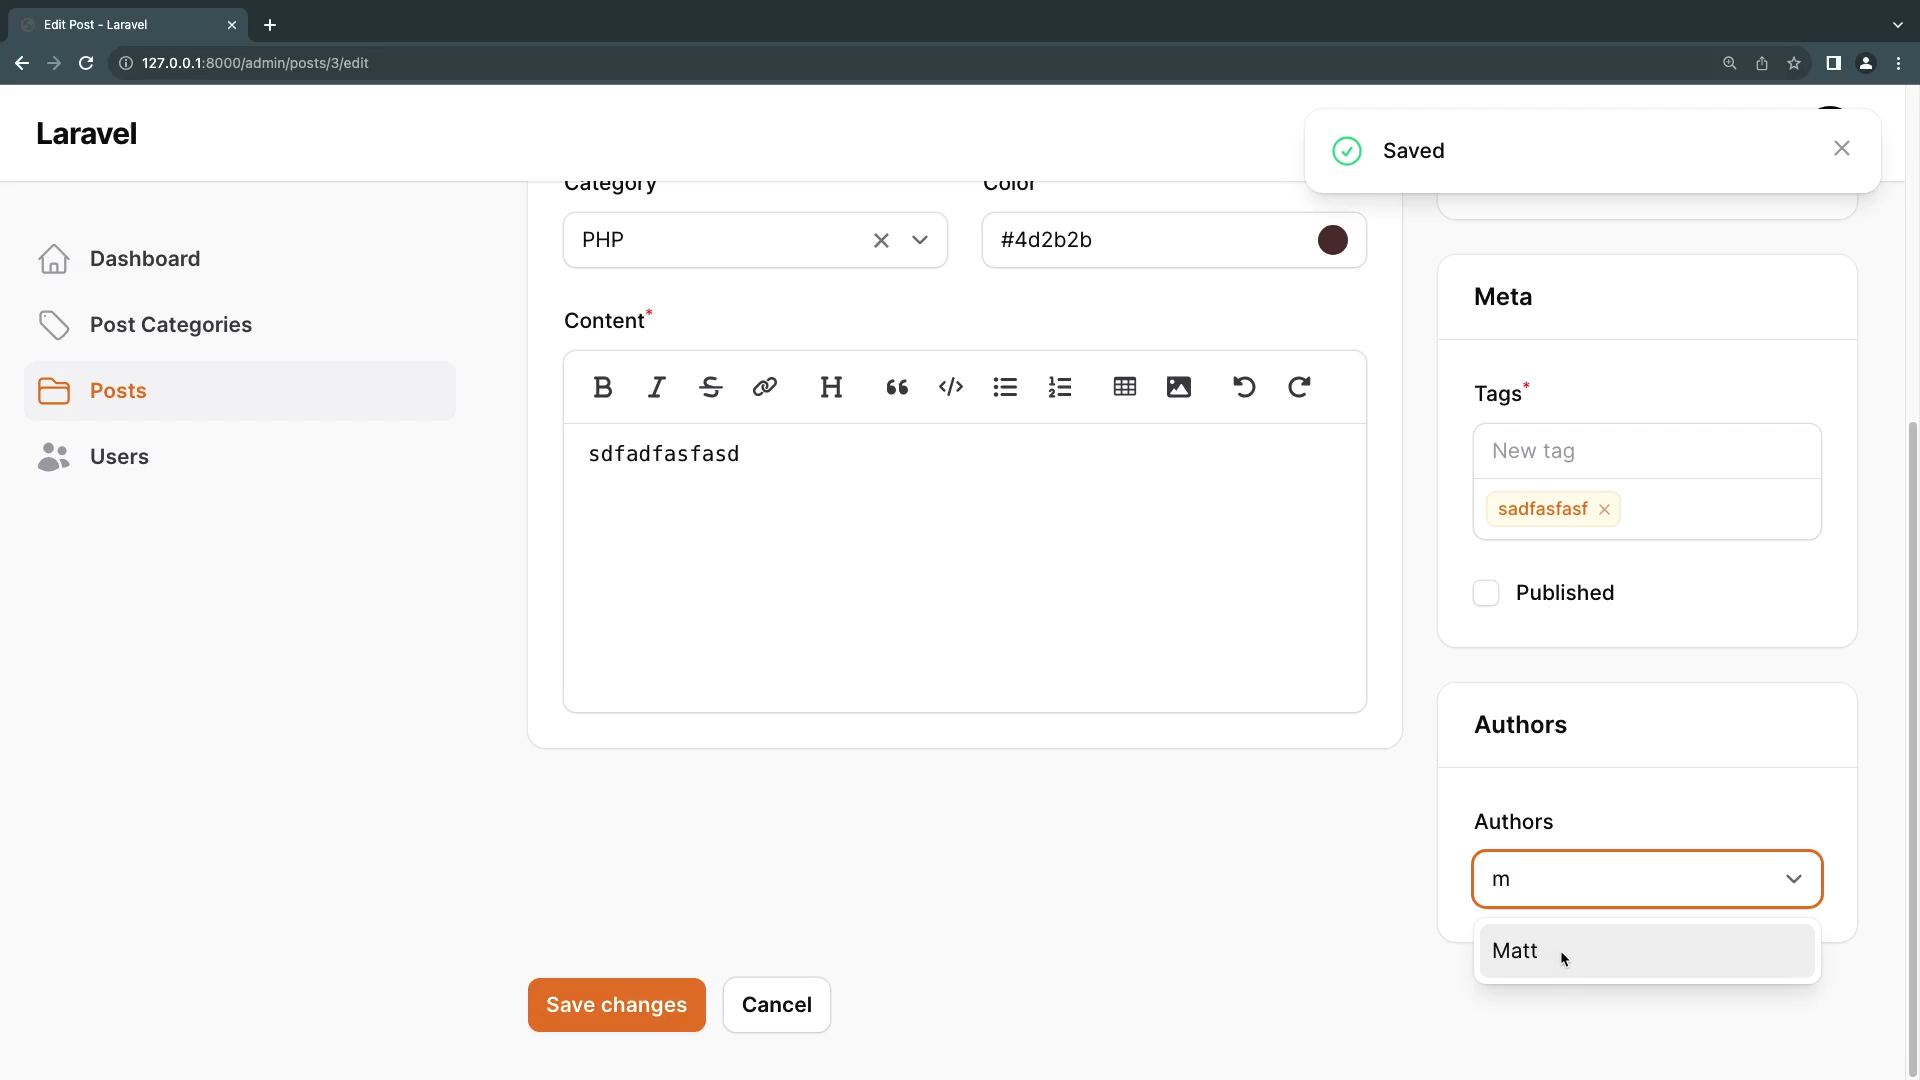 Edit Post - Laravel
127.0.0.1:8000/admin/posts/3/edit
Laravel
Saved
Dashboard
Post Categories
Posts
Users
Category
Color
PHP
#4d2b2b
Content*
sdfadfasfasd
Meta
Tags*
New tag
sadfasfasf
Published
Authors
Authors
m
Matt
Save changes
Cancel